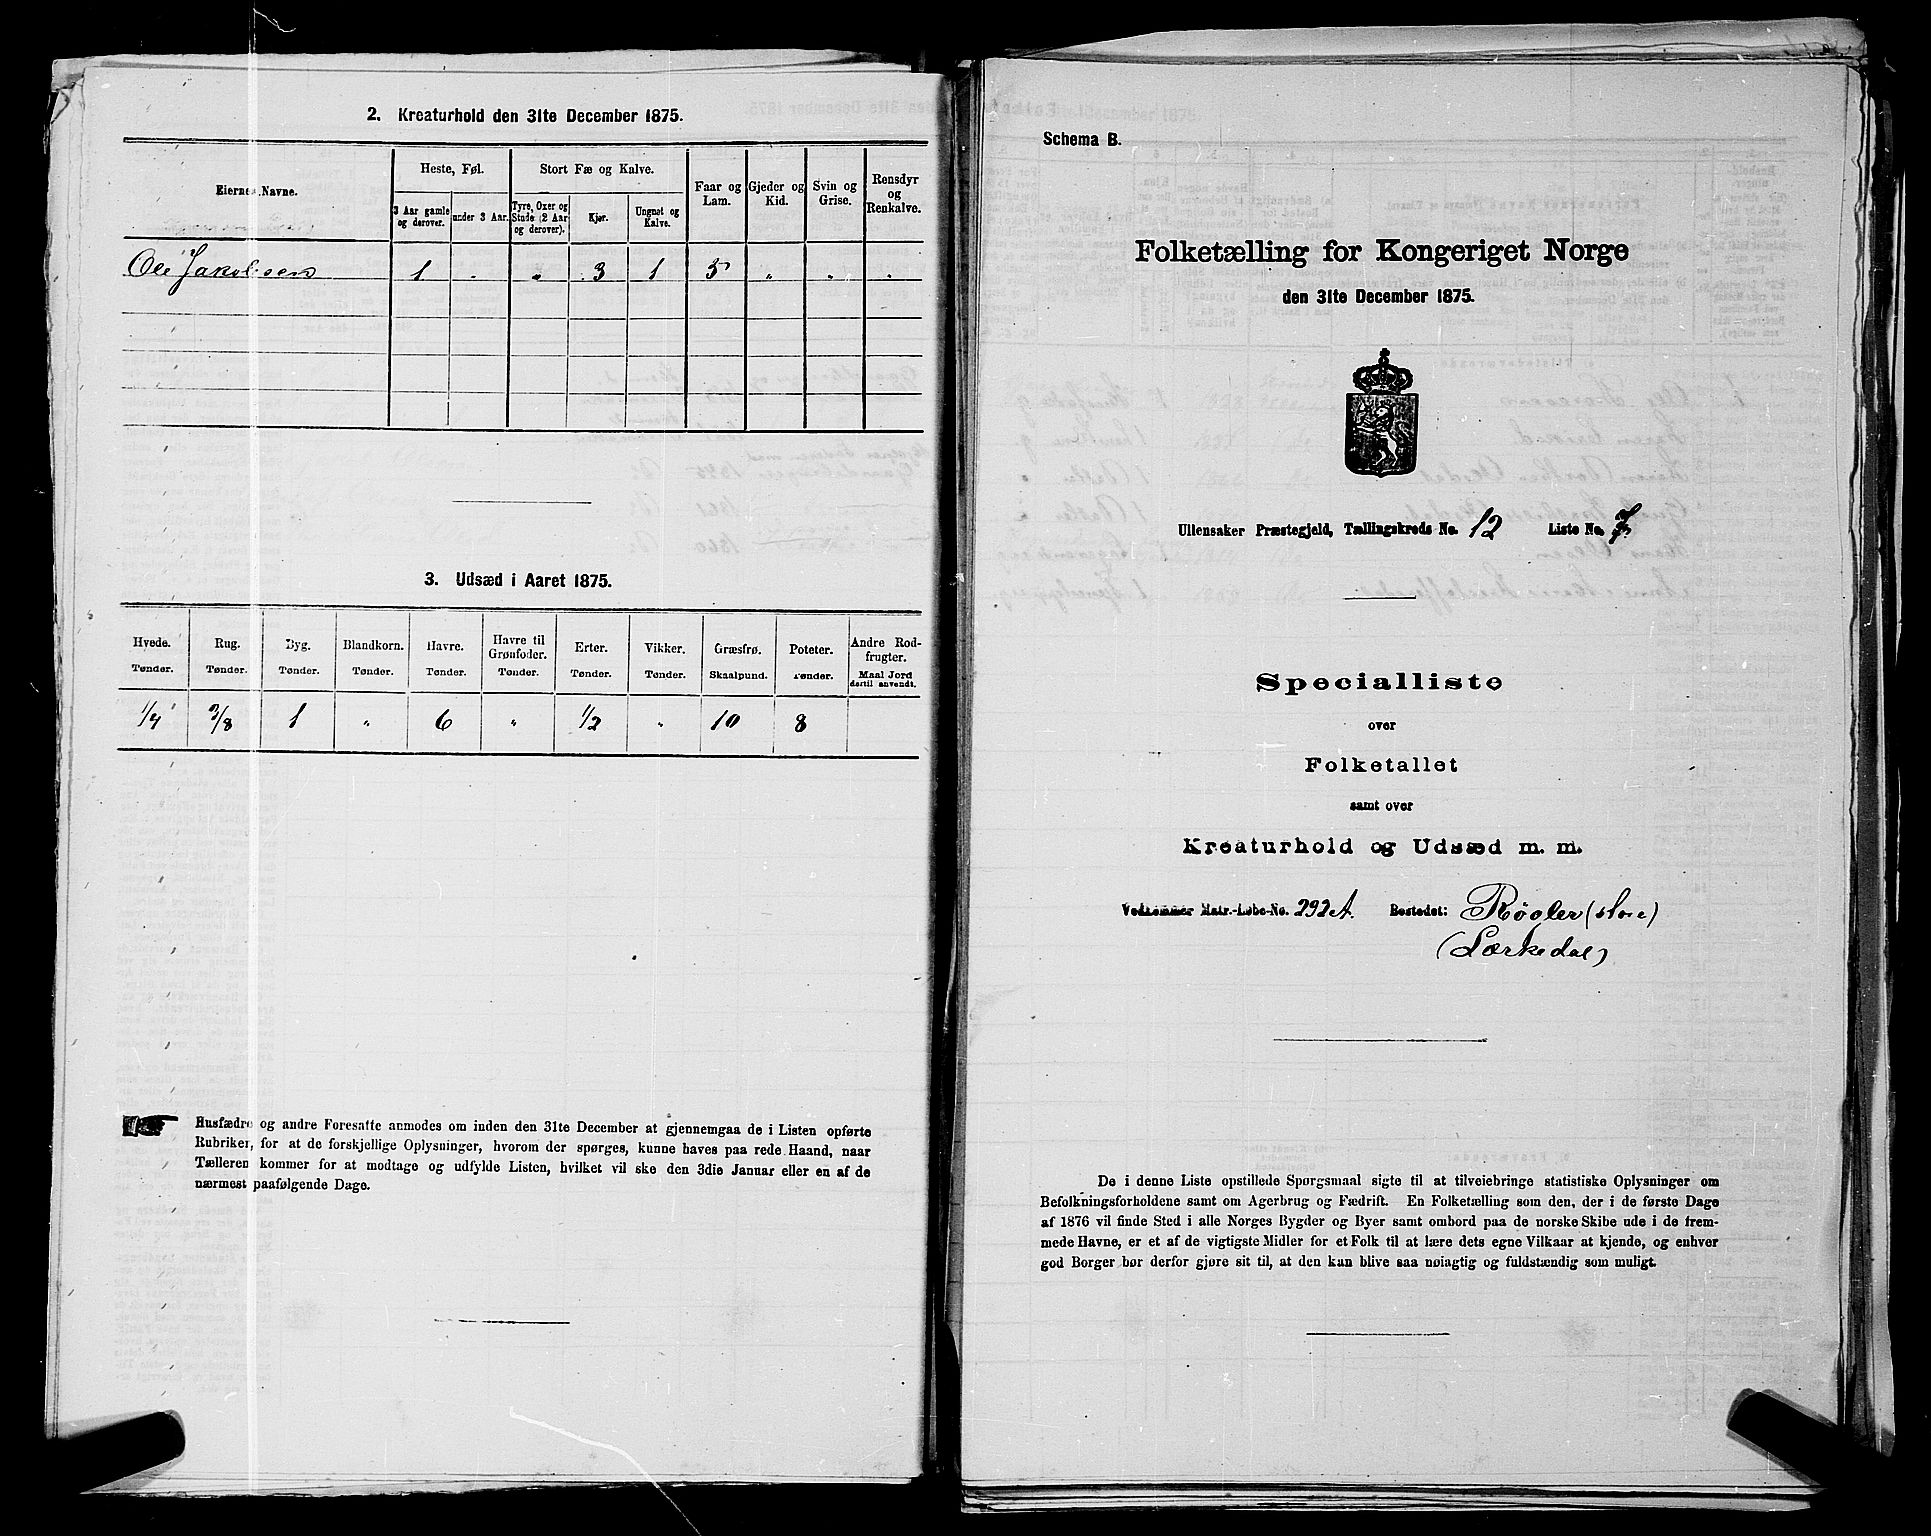 2. Kreaturhold den 31te December 1875.
Eiernes Navne.
Heste, Føl.
Stort Fæ og Kalve.
Faar og Lam.
Gjeder og Kid.
Svin og Grise.
Rensdyr og Renkalve.
3 Aar gamle og derover.
under 3 Aar.
Tyre, Oxer og Stude (2 Aar og derover).
Kjør.
Ungnøt og Kalve.
Ole Jakobsen 1 „ „ 3 1 5 „ „ „
3. Udsæd i Aaret 1875.
Hvede. Rug. Byg. Blandkorn. Havre. Havre til Grønfoder. Erter. Vikker. Græsfrø. Poteter. Andre Rodfrugter.
Tønder. Tønder. Tønder. Tønder. Tønder. Tønder. Tønder. Tønder. Skaalpund. Tønder. Maal Jord dertil anvendt.
1/4 3/8 1 „ 6 „ 1/2 „ 10 8
Husfædre og andre Foresatte anmodes om inden den 31te December at gjennemgaa de i Listen opførte
Rubriker, for at de forskjellige Oplysninger, hvorom der spørges, kunne haves paa rede Haand, naar
Tælleren kommer for at modtage og udfylde Listen, hvilket vil ske den 3die Januar eller en af de
nærmest paafølgende Dage.
Schema B.
Folketælling for Kongeriget Norge
den 31te December 1875.
Ullensaker Præstegjeld, Tællingskreds No. 12 Liste No. 7.
Specialliste
over
Folketallet
samt over
Kreaturhold og Udsæd m. m.
Vedkommer Matr.-Løbe-No. 292A. Bostedet: Røgler (store)
(Lærkedal)
De i denne Liste opstillede Spørgsmaal sigte til at tilveiebringe statistiske Oplysninger om
Befolkningsforholdene samt om Agerbrug og Fædrift. En Folketælling som den, der i de første Dage
af 1876 vil finde Sted i alle Norges Bygder og Byer samt ombord paa de norske Skibe ude i de frem-
mede Havne, er et af de vigtigste Midler for et Folk til at lære dets egne Vilkaar at kjende, og enhver
god Borger bør derfor gjøre sit til, at den kan blive saa nøiagtig og fuldstændig som muligt.